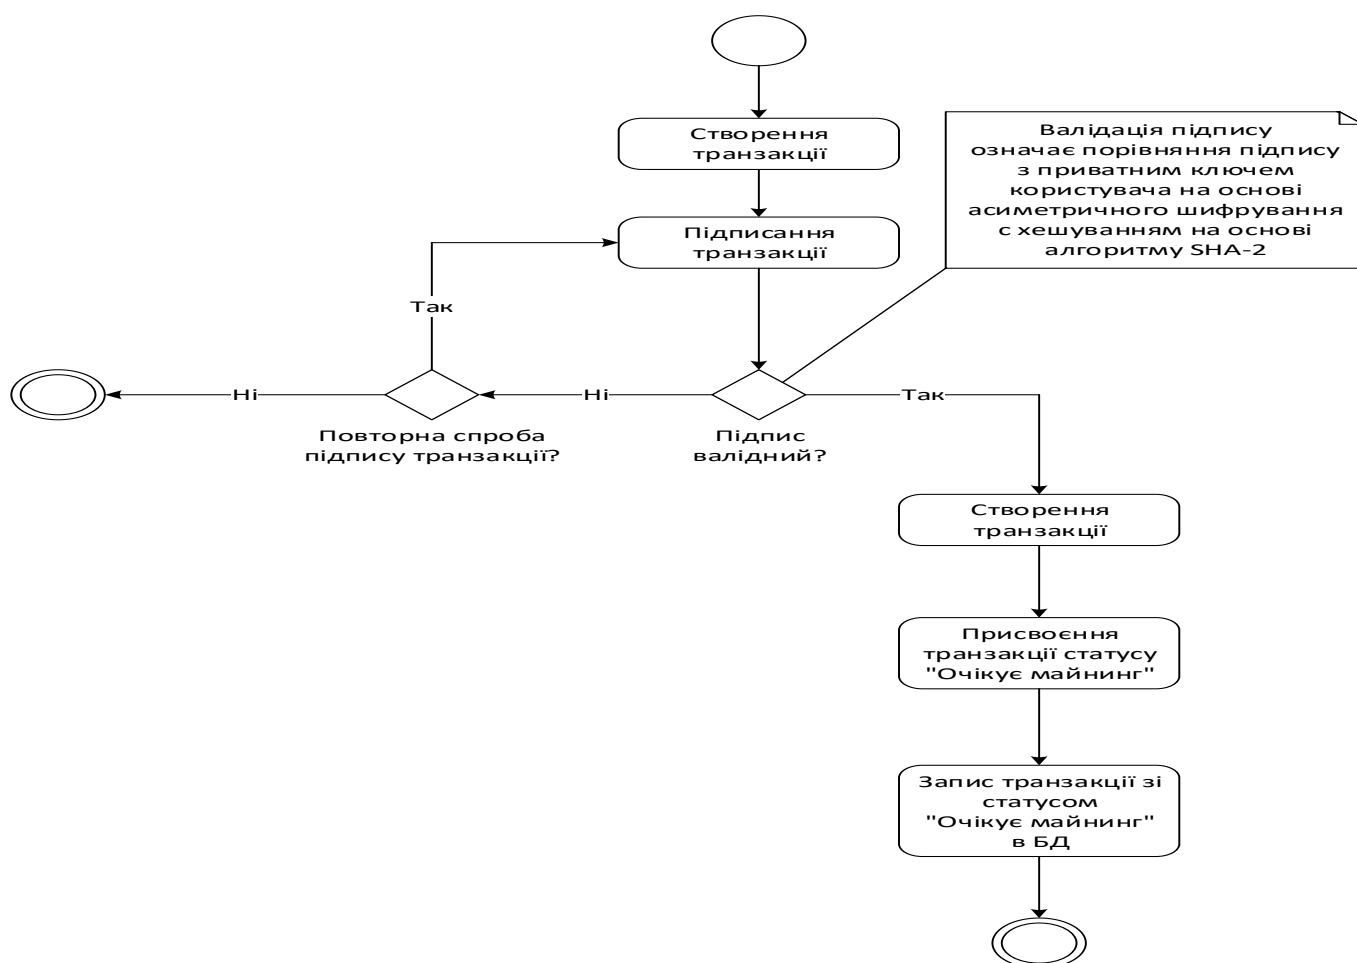 Створення
транзакції
Валідація підпису
означає порівняння підпису
з приватним ключем
користувача на основі
асиметричного шифрування
с хешуванням на основі
алгоритму SHA-2
Підписання
транзакції
Так
Ні
Ні
Так
Повторна спроба
підпису транзакції?
Підпис
валідний?
Створення
транзакції
Присвоєння
транзакції статусу
"Очікує майнинг"
Запис транзакції зі
статусом
"Очікує майнинг"
в БД